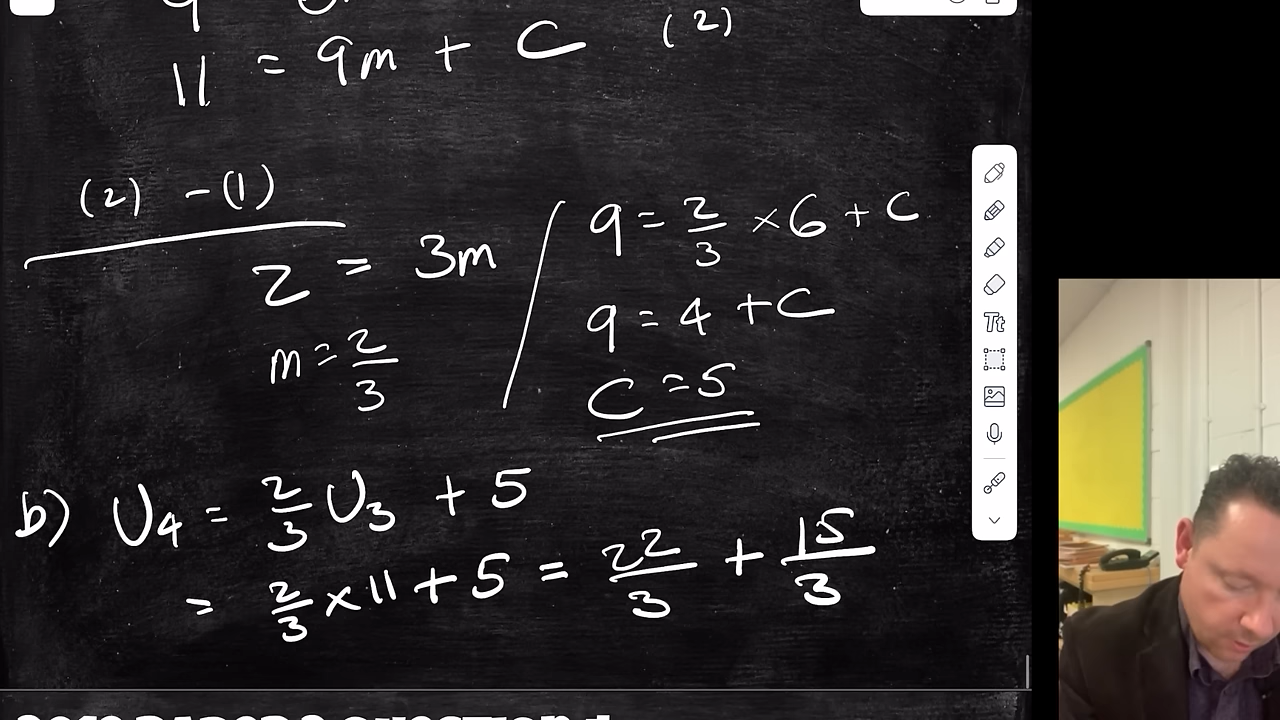 11 = 9m + C (2)
(2) - (1)
2 = 3m
m = 2/3
9 = 2/3 × 6 + C
9 = 4 + C
C = 5
b) U₄ = 2/3 U₃ + 5
= 2/3 × 11 + 5 = 22/3 + 15/3
Tt